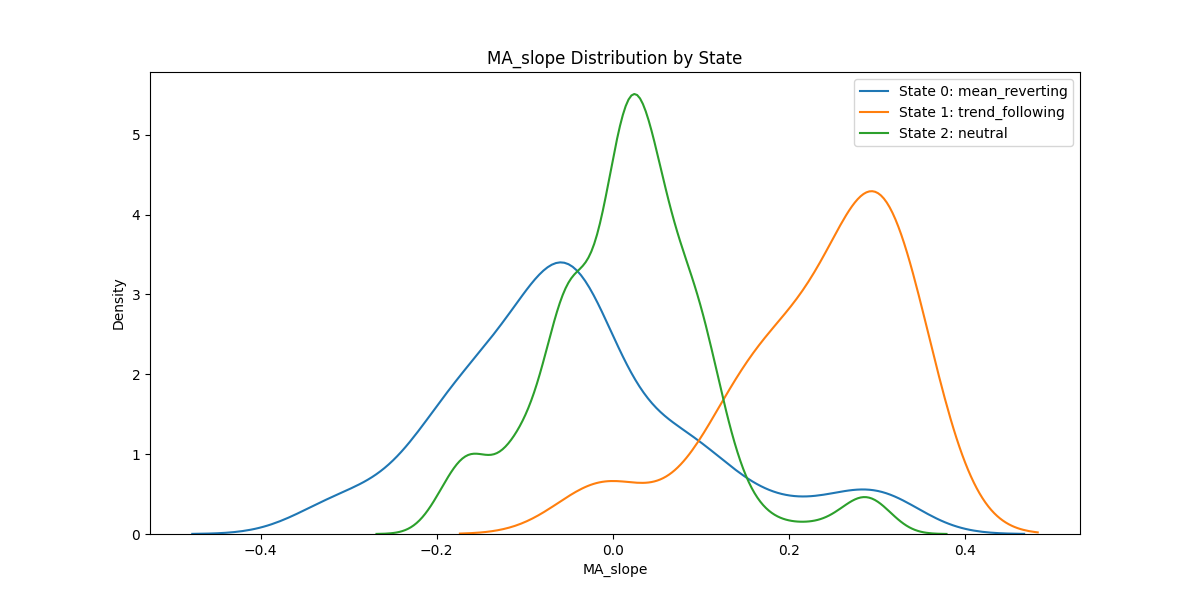 MA_slope Distribution by State
State 0: mean_reverting
State 1: trend_following
State 2: neutral
Density
5
4
3
2
1
0
−0.4 −0.2 0.0 0.2 0.4
MA_slope